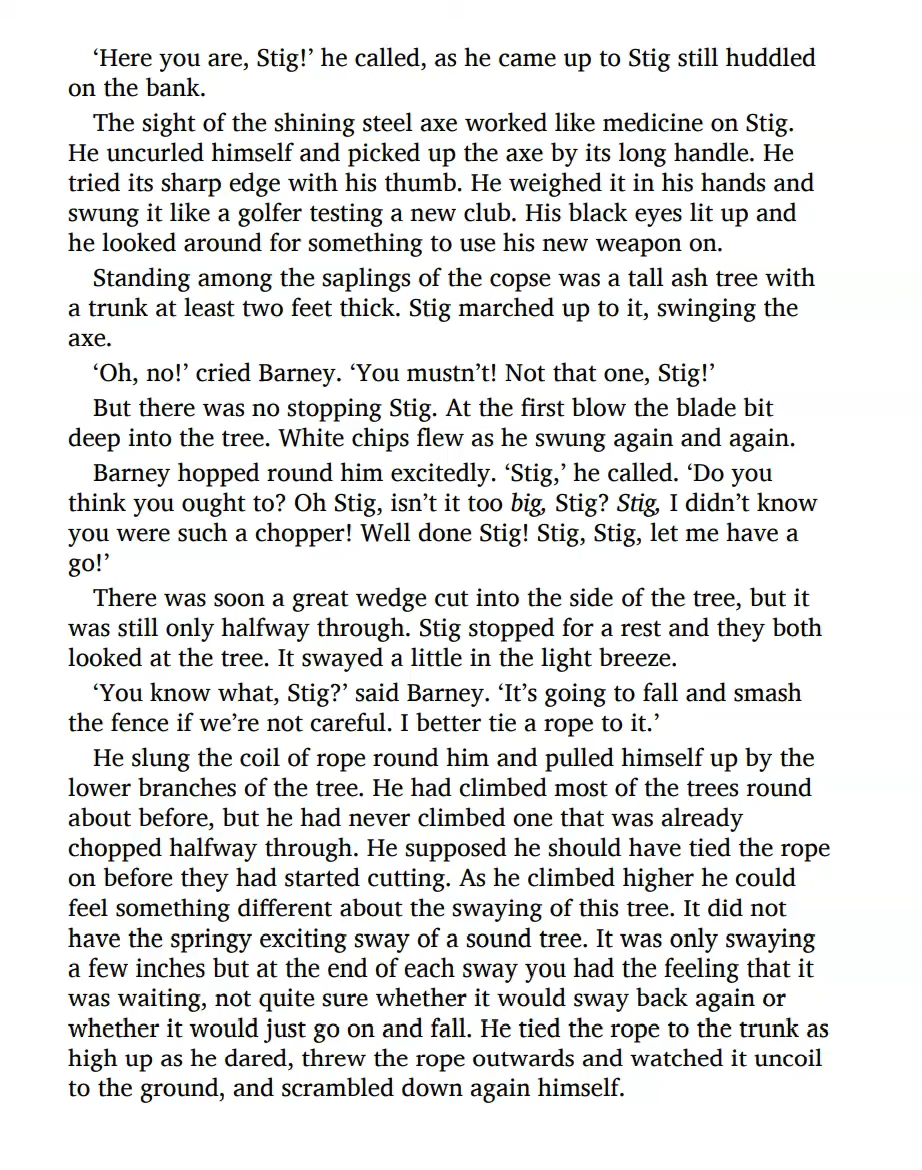 ‘Here you are, Stig!’ he called, as he came up to Stig still huddled
on the bank.
The sight of the shining steel axe worked like medicine on Stig.
He uncurled himself and picked up the axe by its long handle. He
tried its sharp edge with his thumb. He weighed it in his hands and
swung it like a golfer testing a new club. His black eyes lit up and
he looked around for something to use his new weapon on.
Standing among the saplings of the copse was a tall ash tree with
a trunk at least two feet thick. Stig marched up to it, swinging the
axe.
‘Oh, no!’ cried Barney. ‘You mustn’t! Not that one, Stig!’
But there was no stopping Stig. At the first blow the blade bit
deep into the tree. White chips flew as he swung again and again.
Barney hopped round him excitedly. ‘Stig,’ he called. ‘Do you
think you ought to? Oh Stig, isn’t it too big, Stig? Stig, I didn’t know
you were such a chopper! Well done Stig! Stig, Stig, let me have a
go!’
There was soon a great wedge cut into the side of the tree, but it
was still only halfway through. Stig stopped for a rest and they both
looked at the tree. It swayed a little in the light breeze.
‘You know what, Stig?’ said Barney. ‘It’s going to fall and smash
the fence if we’re not careful. I better tie a rope to it.’
He slung the coil of rope round him and pulled himself up by the
lower branches of the tree. He had climbed most of the trees round
about before, but he had never climbed one that was already
chopped halfway through. He supposed he should have tied the rope
on before they had started cutting. As he climbed higher he could
feel something different about the swaying of this tree. It did not
have the springy exciting sway of a sound tree. It was only swaying
a few inches but at the end of each sway you had the feeling that it
was waiting, not quite sure whether it would sway back again or
whether it would just go on and fall. He tied the rope to the trunk as
high up as he dared, threw the rope outwards and watched it uncoil
to the ground, and scrambled down again himself.